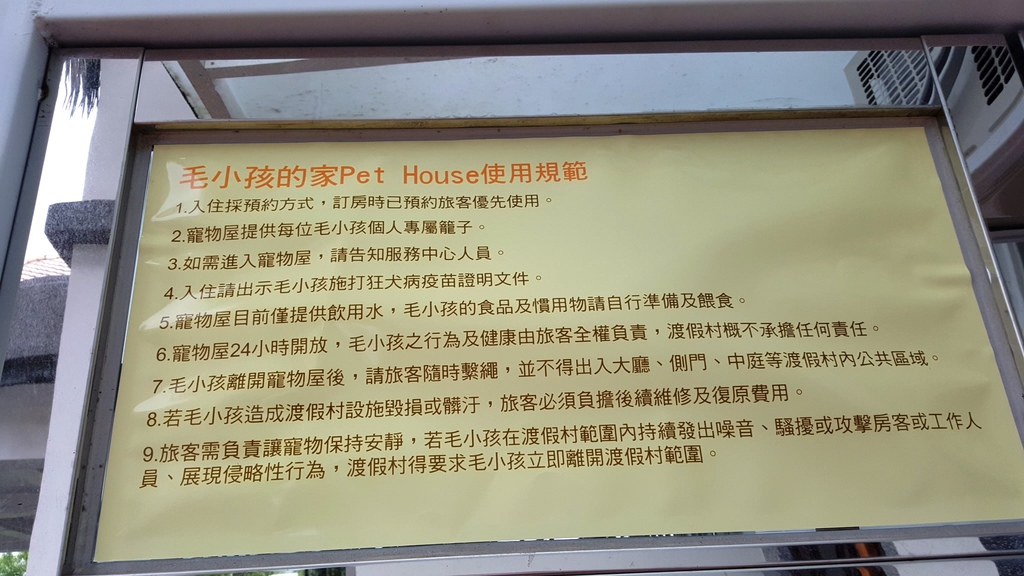 毛小孩的家Pet House使用規範
1.入住採預約方式，訂房時已預約旅客優先使用。
2.寵物屋提供每位毛小孩個人專屬籠子。
3.如需進入寵物屋，請告知服務中心人員。
4.入住請出示毛小孩施打狂犬病疫苗證明文件。
5.寵物屋目前僅提供飲用水，毛小孩的食品及慣用物請自行準備及餵食。
6.寵物屋24小時開放，毛小孩之行為及健康由旅客全權負責，渡假村概不承擔任何責任。
7.毛小孩離開寵物屋後，請旅客隨時繫繩，並不得出入大廳、側門、中庭等渡假村內公共區域。
8.若毛小孩造成渡假村設施毀損或髒汙，旅客必須負擔後續維修及復原費用。
9.旅客需負責讓寵物保持安靜，若毛小孩在渡假村範圍內持續發出噪音、騷擾或攻擊房客或工作人
員、展現侵略性行為，渡假村得要求毛小孩立即離開渡假村範圍。